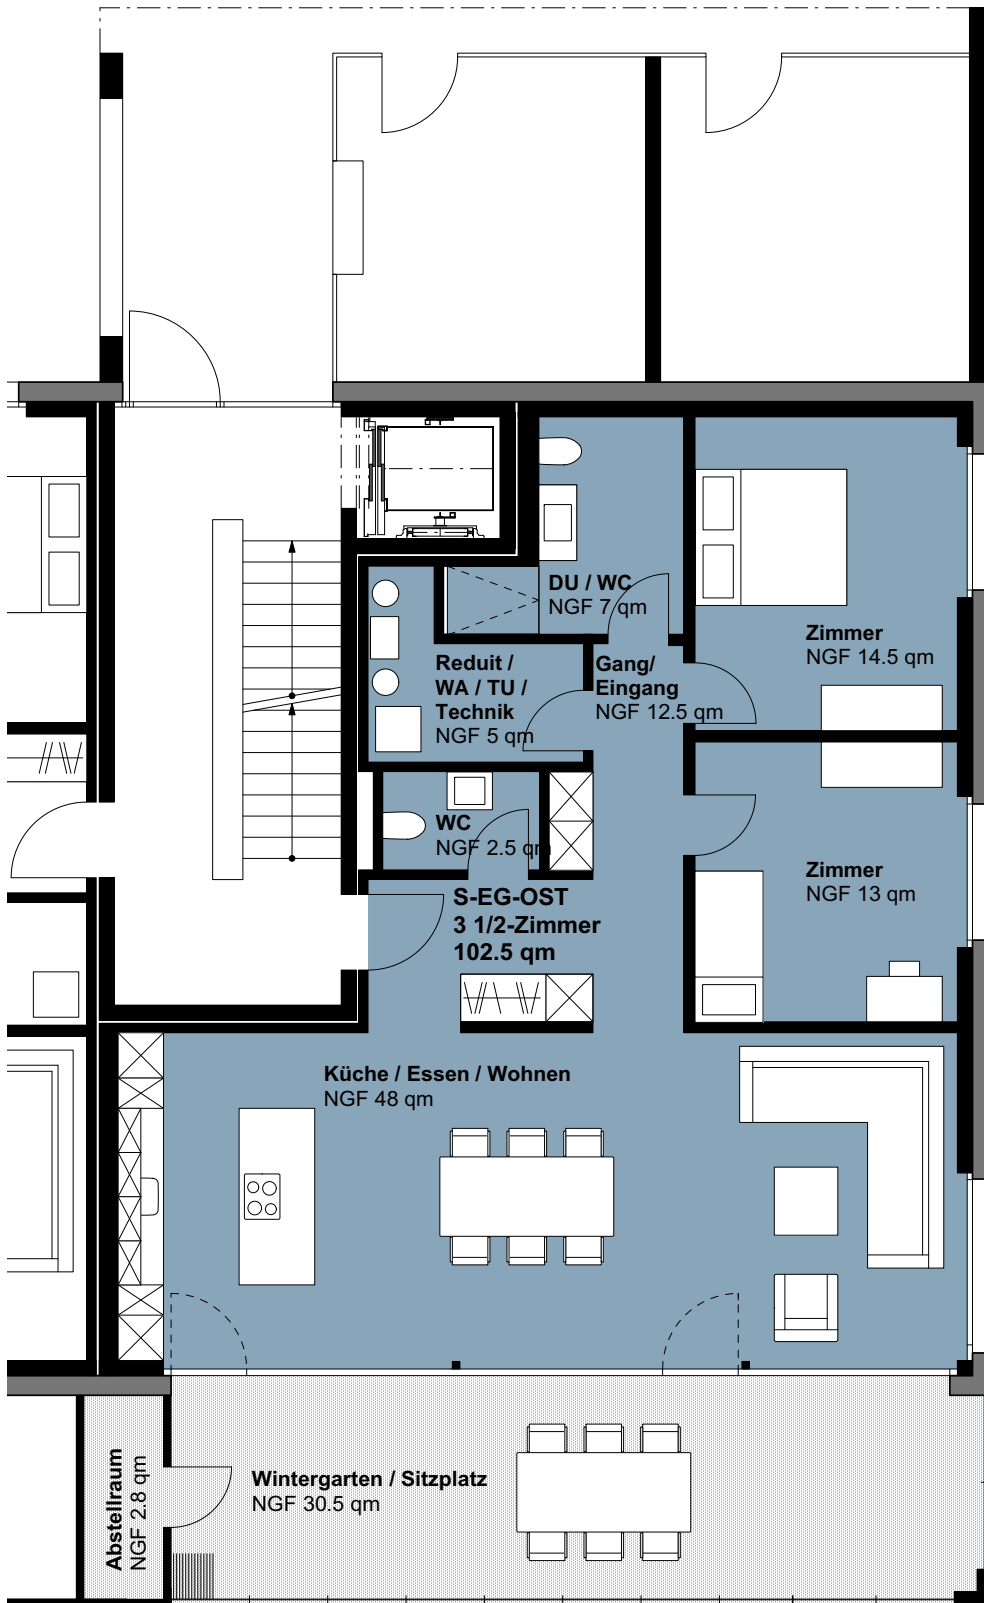 DU / WC
NGF 7 qm
Zimmer
NGF 14.5 qm
Reduit /
WA / TU /
Technik
NGF 5 qm
Gang/
Eingang
NGF 12.5 qm
WC
NGF 2.5 qm
Zimmer
NGF 13 qm
S-EG-OST
3 1/2-Zimmer
102.5 qm
Küche / Essen / Wohnen
NGF 48 qm
Abstellraum
NGF 2.8 qm
Wintergarten / Sitzplatz
NGF 30.5 qm